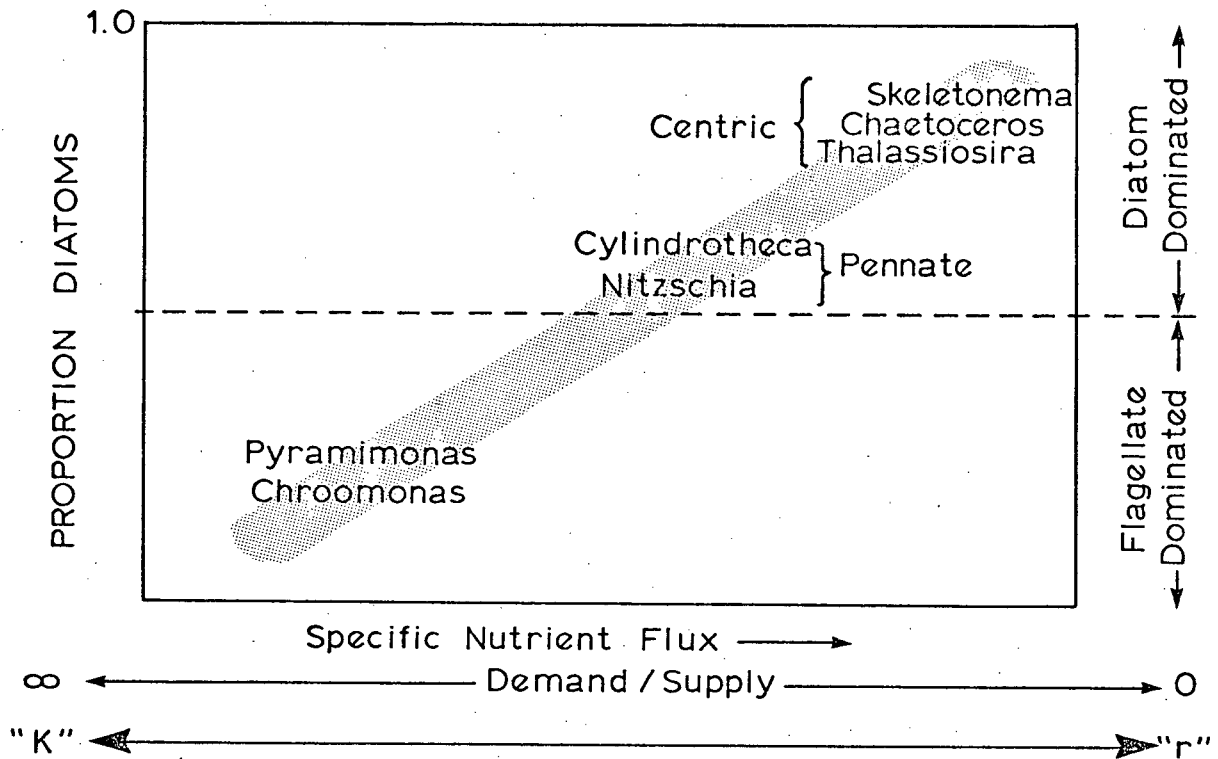 1.0
PROPORTION DIATOMS
Centric {
Skeletonema
Chaetoceros
Thalassiosira
Cylindrotheca
Nitzschia
} Pennate
Pyramimonas
Chroomonas
Diatom
Dominated
Flagellate
Dominated
Specific Nutrient Flux
∞ Demand / Supply 0
"K" "r"